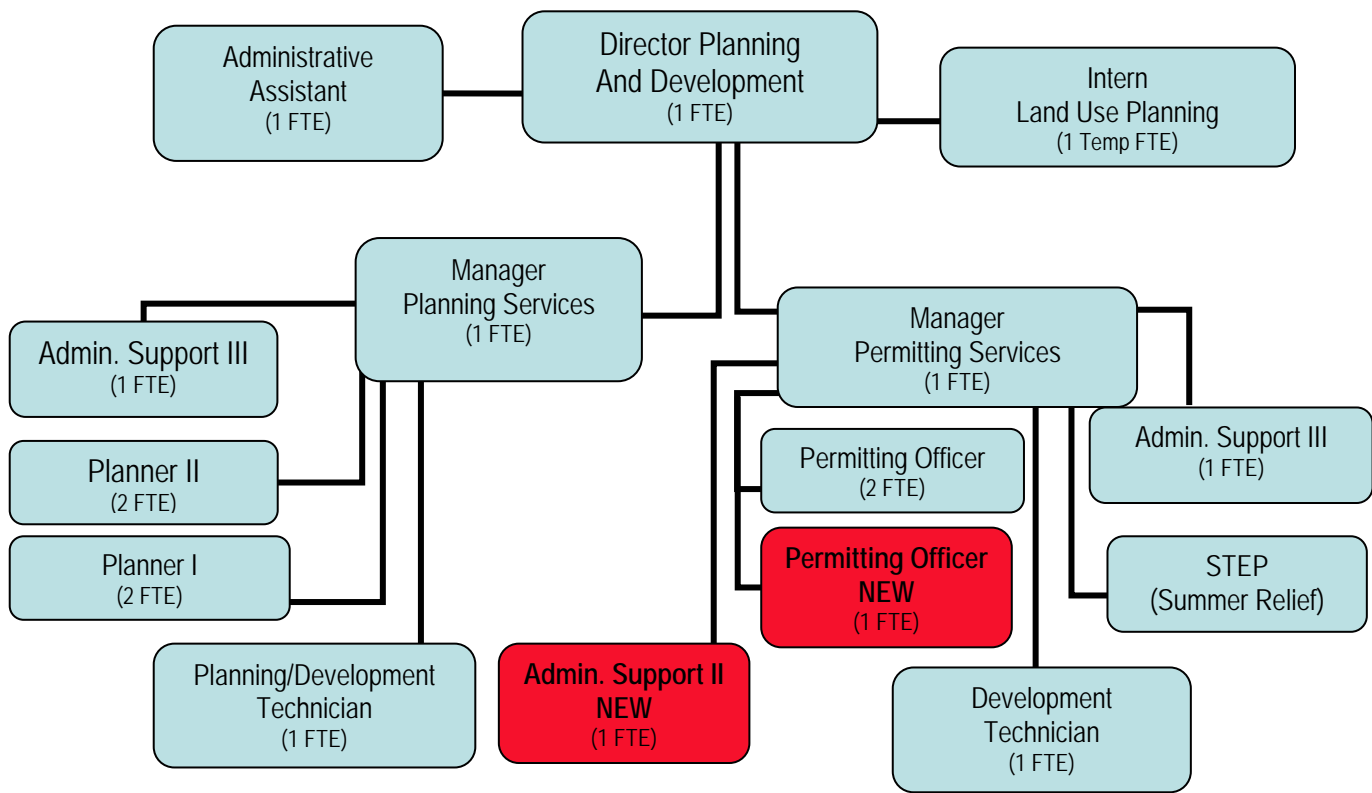 Administrative
Assistant
(1 FTE)
Director Planning
And Development
(1 FTE)
Intern
Land Use Planning
(1 Temp FTE)
Manager
Planning Services
(1 FTE)
Manager
Permitting Services
(1 FTE)
Admin. Support III
(1 FTE)
Planner II
(2 FTE)
Planner I
(2 FTE)
Planning/Development
Technician
(1 FTE)
Permitting Officer
(2 FTE)
Permitting Officer
NEW
(1 FTE)
Admin. Support II
NEW
(1 FTE)
Admin. Support III
(1 FTE)
STEP
(Summer Relief)
Development
Technician
(1 FTE)